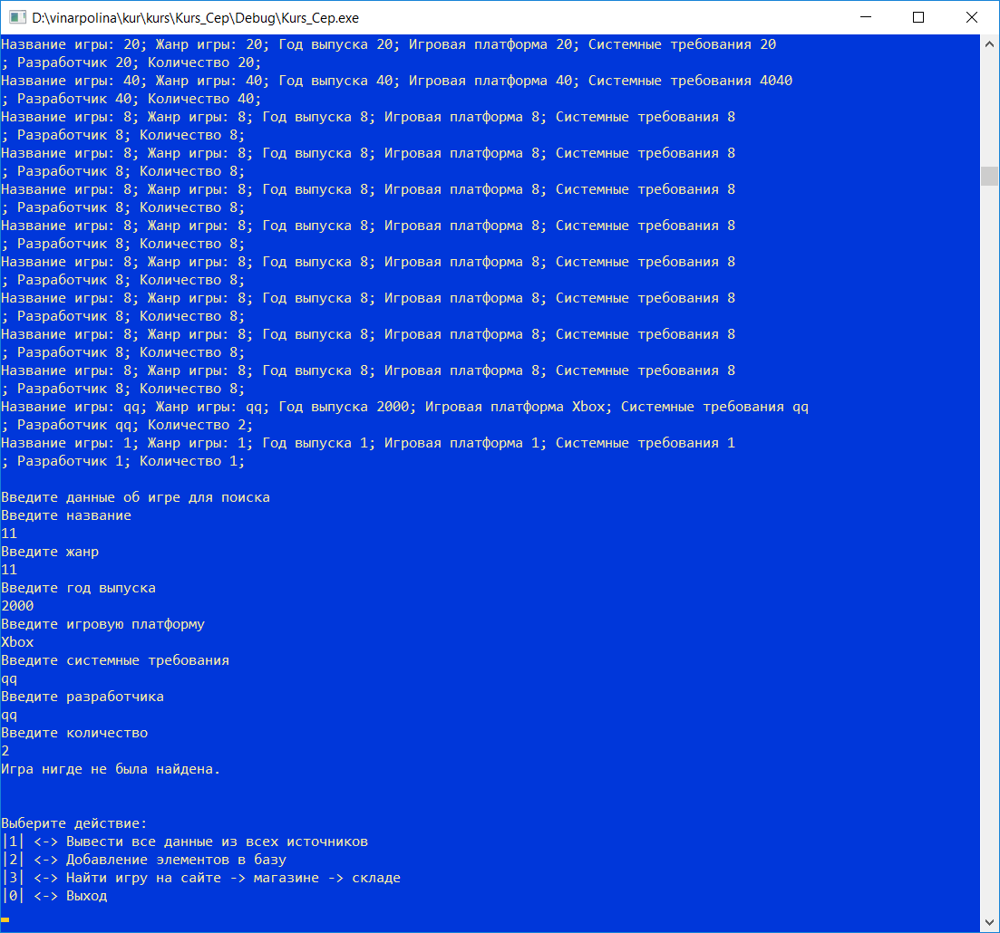 D:\vinarpolina\kur\kurs\Kurs_Cep\Debug\Kurs_Cep.exe
Название игры: 20; Жанр игры: 20; Год выпуска 20; Игровая платформа 20; Системные требования 20
; Разработчик 20; Количество 20;
Название игры: 40; Жанр игры: 40; Год выпуска 40; Игровая платформа 40; Системные требования 4040
; Разработчик 40; Количество 40;
Название игры: 8; Жанр игры: 8; Год выпуска 8; Игровая платформа 8; Системные требования 8
; Разработчик 8; Количество 8;
Название игры: 8; Жанр игры: 8; Год выпуска 8; Игровая платформа 8; Системные требования 8
; Разработчик 8; Количество 8;
Название игры: 8; Жанр игры: 8; Год выпуска 8; Игровая платформа 8; Системные требования 8
; Разработчик 8; Количество 8;
Название игры: 8; Жанр игры: 8; Год выпуска 8; Игровая платформа 8; Системные требования 8
; Разработчик 8; Количество 8;
Название игры: 8; Жанр игры: 8; Год выпуска 8; Игровая платформа 8; Системные требования 8
; Разработчик 8; Количество 8;
Название игры: 8; Жанр игры: 8; Год выпуска 8; Игровая платформа 8; Системные требования 8
; Разработчик 8; Количество 8;
Название игры: 8; Жанр игры: 8; Год выпуска 8; Игровая платформа 8; Системные требования 8
; Разработчик 8; Количество 8;
Название игры: 8; Жанр игры: 8; Год выпуска 8; Игровая платформа 8; Системные требования 8
; Разработчик 8; Количество 8;
Название игры: qq; Жанр игры: qq; Год выпуска 2000; Игровая платформа Xbox; Системные требования qq
; Разработчик qq; Количество 2;
Название игры: 1; Жанр игры: 1; Год выпуска 1; Игровая платформа 1; Системные требования 1
; Разработчик 1; Количество 1;
Введите данные об игре для поиска
Введите название
11
Введите жанр
11
Введите год выпуска
2000
Введите игровую платформу
Xbox
Введите системные требования
qq
Введите разработчика
qq
Введите количество
2
Игра нигде не была найдена.
Выберите действие:
|1| <-> Вывести все данные из всех источников
|2| <-> Добавление элементов в базу
|3| <-> Найти игру на сайте -> магазине -> складе
|0| <-> Выход